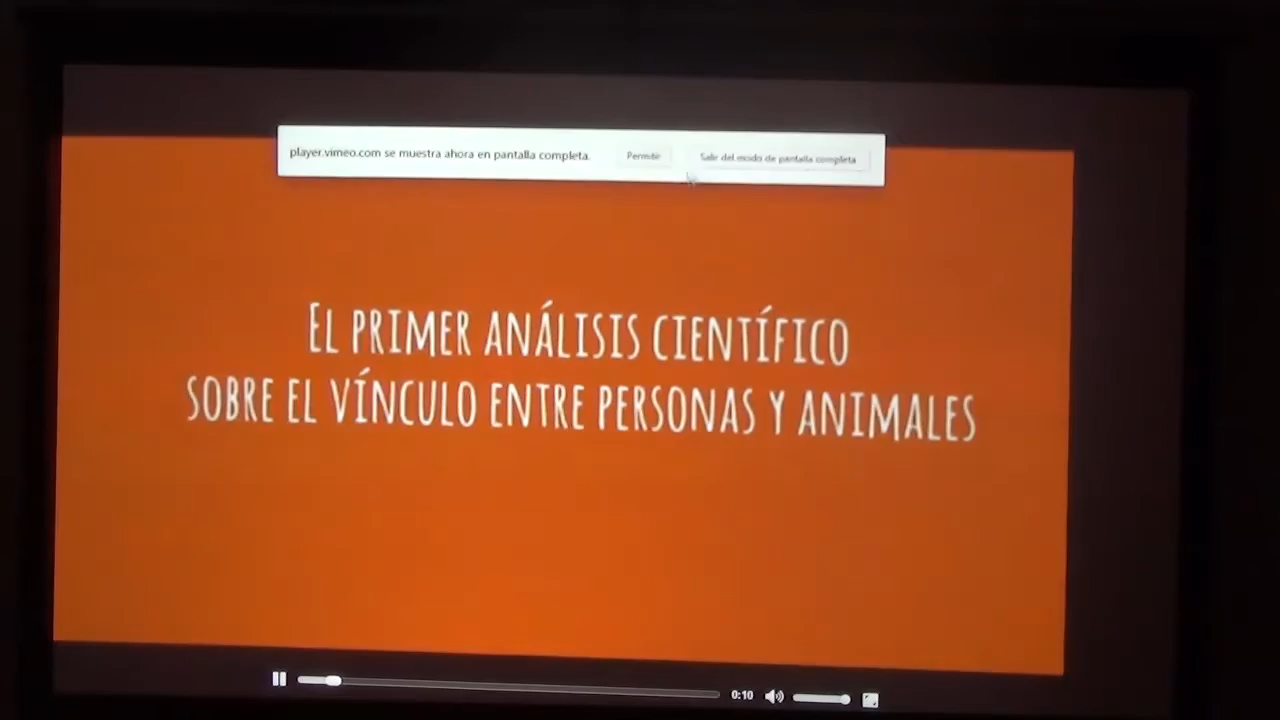 player.vimeo.com se muestra ahora en pantalla completa. Permitir Salir del modo de pantalla completa
EL PRIMER ANÁLISIS CIENTÍFICO
SOBRE EL VÍNCULO ENTRE PERSONAS Y ANIMALES
0:10